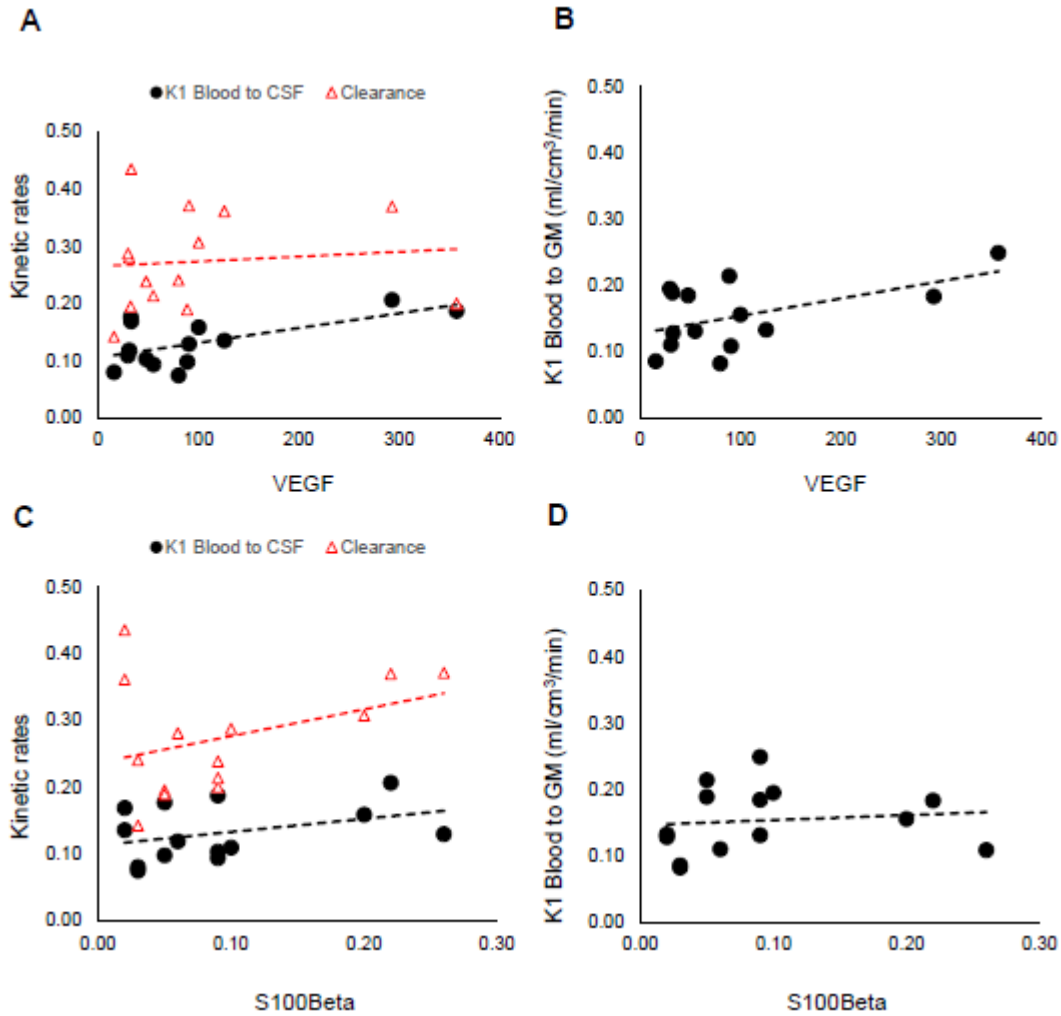 A
K1 Blood to CSF Clearance
Kinetic rates
0.50
0.40
0.30
0.20
0.10
0.00
0 100 200 300 400
VEGF
B
K1 Blood to GM (ml/cm³/min)
0.50
0.40
0.30
0.20
0.10
0.00
0 100 200 300 400
VEGF
C
K1 Blood to CSF Clearance
Kinetic rates
0.50
0.40
0.30
0.20
0.10
0.00
0.00 0.10 0.20 0.30
S100Beta
D
K1 Blood to GM (ml/cm³/min)
0.50
0.40
0.30
0.20
0.10
0.00
0.00 0.10 0.20 0.30
S100Beta